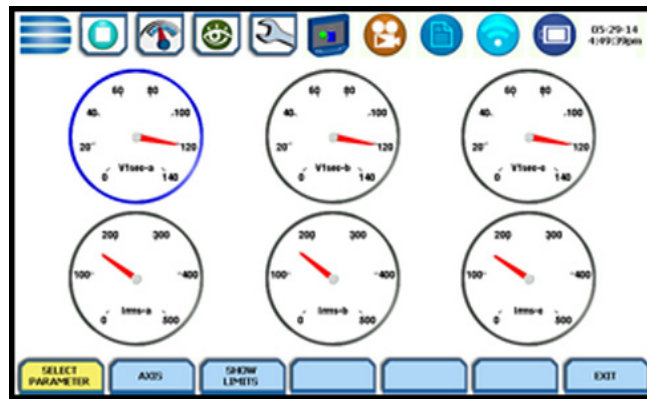 05-29-14
4:49:39pm
60 80
40 100
20 120
V1sec-a
0 140
60 80
40 100
20 120
V1sec-b
0 140
60 80
40 100
20 120
V1sec-c
0 140
200 300
100 400
Irms-a
0 500
200 300
100 400
Irms-b
0 500
200 300
100 400
Irms-c
0 500
SELECT
PARAMETER
AXIS
SHOW
LIMITS
EXIT